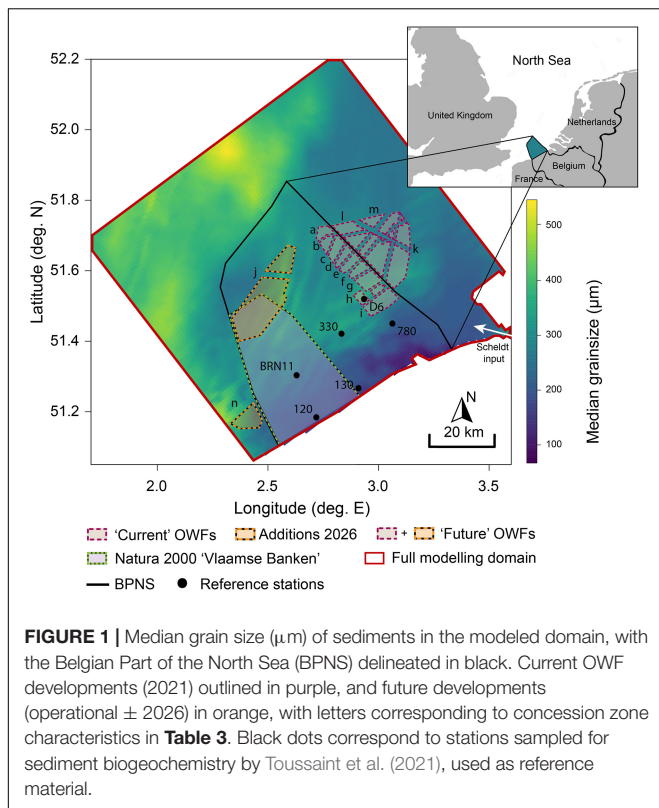 52.2
52.0
51.8
51.6
51.4
51.2
Latitude (deg. N)
2.0
2.5
3.0
3.5
Longitude (deg. E)
North Sea
United Kingdom
Netherlands
Belgium
France
a
b
c
d
e
f
g
h
i
j
k
l
m
n
D6
330
780
BRN11
130
120
Scheldt
input
N
20 km
500
400
300
200
100
Median grainsize (μm)
'Current' OWFs
Additions 2026
+
'Future' OWFs
Natura 2000 'Vlaamse Banken'
Full modelling domain
BPNS
Reference stations
FIGURE 1 | Median grain size (μm) of sediments in the modeled domain, with
the Belgian Part of the North Sea (BPNS) delineated in black. Current OWF
developments (2021) outlined in purple, and future developments
(operational ± 2026) in orange, with letters corresponding to concession zone
characteristics in Table 3. Black dots correspond to stations sampled for
sediment biogeochemistry by Toussaint et al. (2021), used as reference
material.